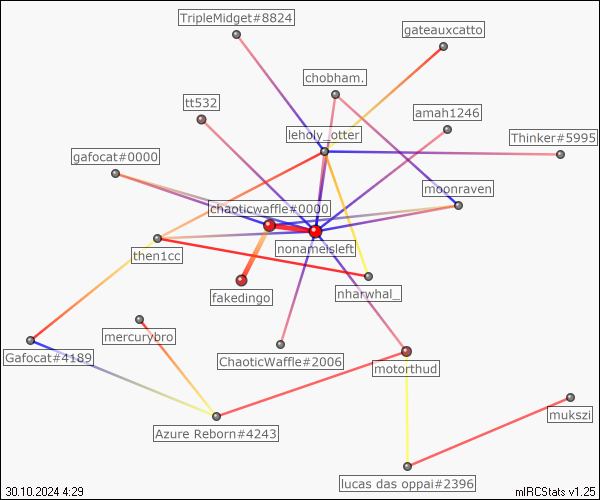 TripleMidget#8824
gateauxcatto
chobham.
tt532
amah1246
leholy_otter
Thinker#5995
gafocat#0000
moonraven
chaoticwaffle#0000
nonameisleft
then1cc
fakedingo
nharwhal_
mercurybro
Gafocat#4189
ChaoticWaffle#2006
motorthud
mukszi
Azure Reborn#4243
lucas das oppai#2396
30.10.2024 4:29
mIRCStats v1.25